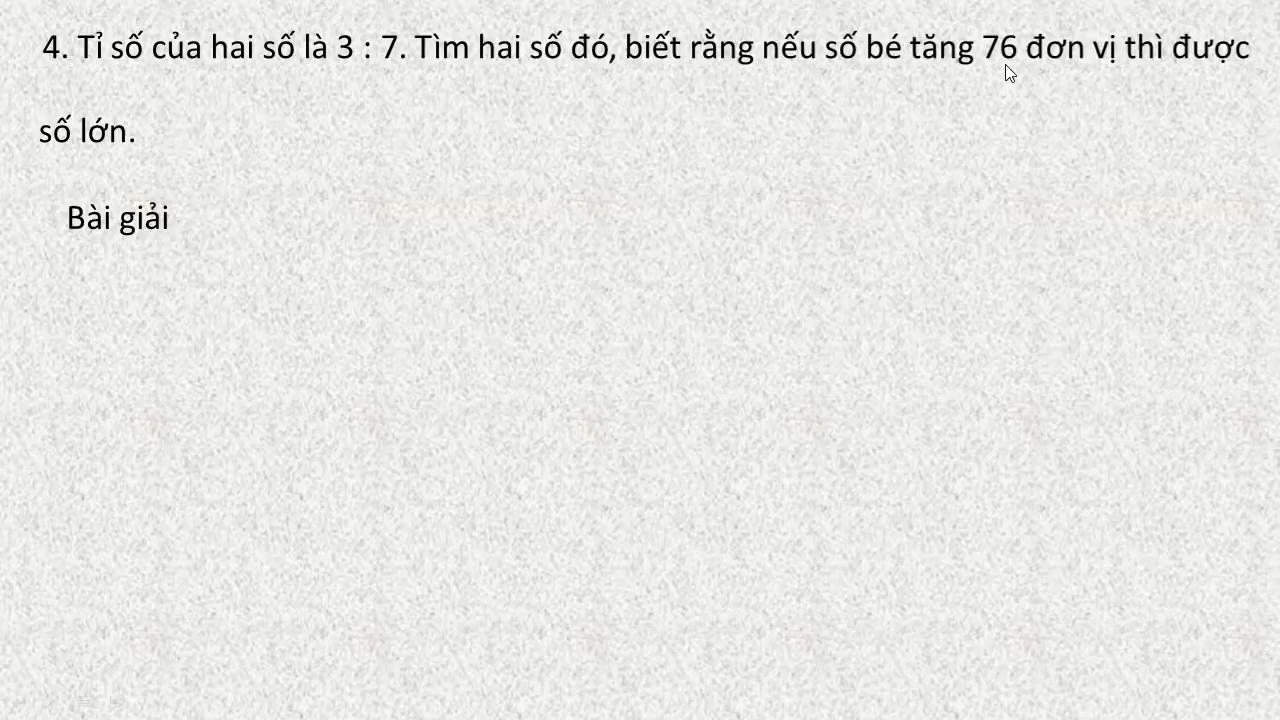 4. Tỉ số của hai số là 3 : 7. Tìm hai số đó, biết rằng nếu số bé tăng 76 đơn vị thì được
số lớn.
Bài giải